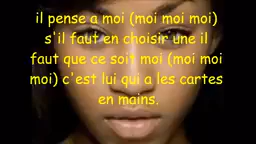 il pense a moi (moi moi moi)
s'il faut en choisir une il
faut que ce soit moi (moi moi
moi) c'est lui qui a les cartes
en mains.